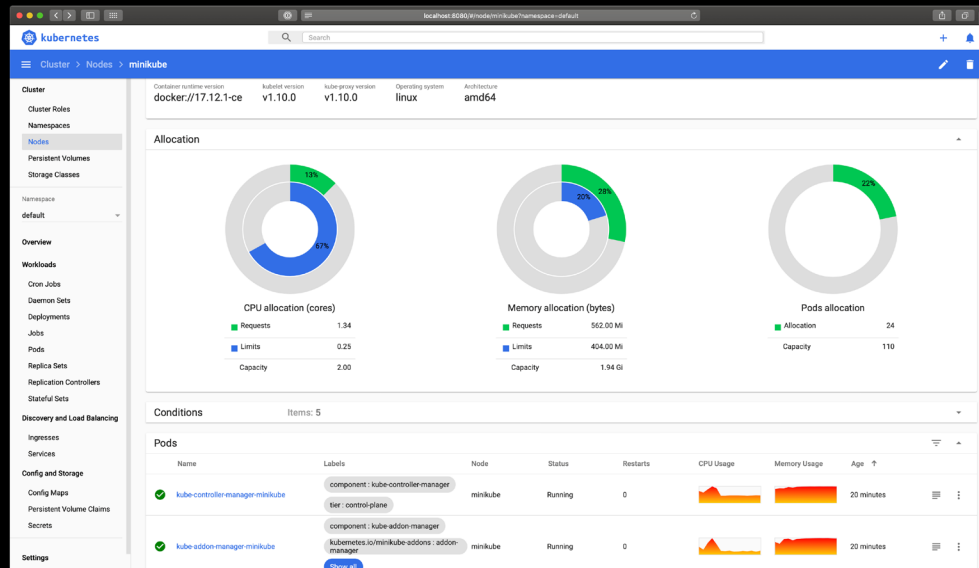 localhost:8080/#/node/minikube?namespace=default
kubernetes
Search
Cluster > Nodes > minikube
Cluster
Cluster Roles
Namespaces
Nodes
Persistent Volumes
Storage Classes
Namespace
default
Overview
Workloads
Cron Jobs
Daemon Sets
Deployments
Jobs
Pods
Replica Sets
Replication Controllers
Stateful Sets
Discovery and Load Balancing
Ingresses
Services
Config and Storage
Config Maps
Persistent Volume Claims
Secrets
Settings
Container runtime version kubelet version kube-proxy version Operating system Architecture
docker://17.12.1-ce v1.10.0 v1.10.0 linux amd64
Allocation
13%
67%
CPU allocation (cores)
Requests 1.34
Limits 0.25
Capacity 2.00
28%
20%
Memory allocation (bytes)
Requests 562.00 Mi
Limits 404.00 Mi
Capacity 1.94 Gi
22%
Pods allocation
Allocation 24
Capacity 110
Conditions Items: 5
Pods
Name Labels Node Status Restarts CPU Usage Memory Usage Age
kube-controller-manager-minikube component : kube-controller-manager minikube Running 0 20 minutes
tier : control-plane
kube-addon-manager-minikube component : kube-addon-manager minikube Running 0 20 minutes
kubernetes.io/minikube-addons : addon-
manager
Show all